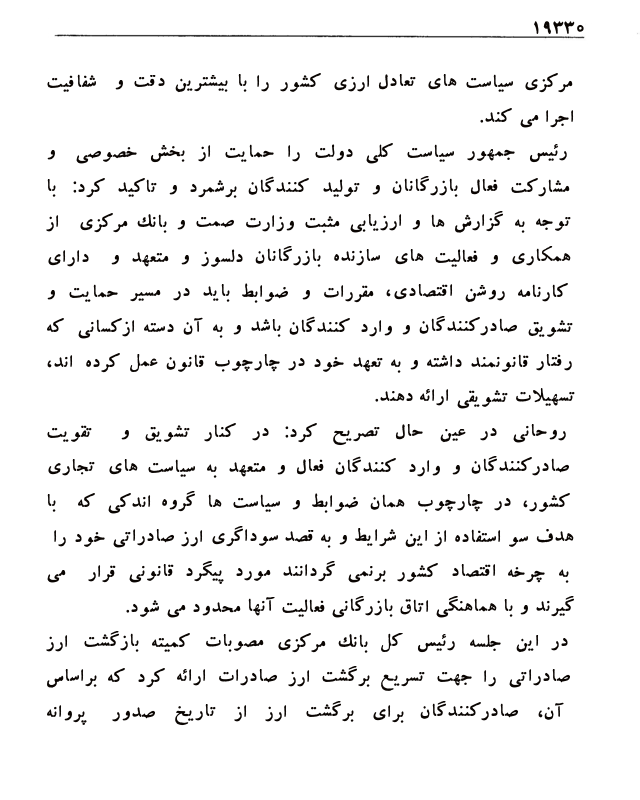 ۱۹۳۳۰
مرکزی سیاست های تعادل ارزی کشور را با بیشترین دقت و شفافیت
اجرا می کند.
رئیس جمهور سیاست کلی دولت را حمایت از بخش خصوصی و
مشارکت فعال بازرگانان و تولید کنندگان برشمرد و تاکید کرد: با
توجه به گزارش ها و ارزیابی مثبت وزارت صمت و بانك مرکزی از
همکاری و فعالیت های سازنده بازرگانان دلسوز و متعهد و دارای
کارنامه روشن اقتصادی، مقررات و ضوابط باید در مسیر حمایت و
تشویق صادرکنندگان و وارد کنندگان باشد و به آن دسته ازکسانی که
رفتار قانونمند داشته و به تعهد خود در چارچوب قانون عمل کرده اند،
تسهیلات تشویقی ارائه دهند.
روحانی در عین حال تصریح کرد: در کنار تشویق و تقویت
صادرکنندگان و وارد کنندگان فعال و متعهد به سیاست های تجاری
کشور، در چارچوب همان ضوابط و سیاست ها گروه اندکی که با
هدف سو استفاده از این شرایط و به قصد سوداگری ارز صادراتی خود را
به چرخه اقتصاد کشور برنمی گردانند مورد پیگرد قانونی قرار می
گیرند و با هماهنگی اتاق بازرگانی فعالیت آنها محدود می شود.
در این جلسه رئیس کل بانك مرکزی مصوبات کمیته بازگشت ارز
صادراتی را جهت تسریع برگشت ارز صادرات ارائه کرد که براساس
آن، صادرکنندگان برای برگشت ارز از تاریخ صدور پروانه